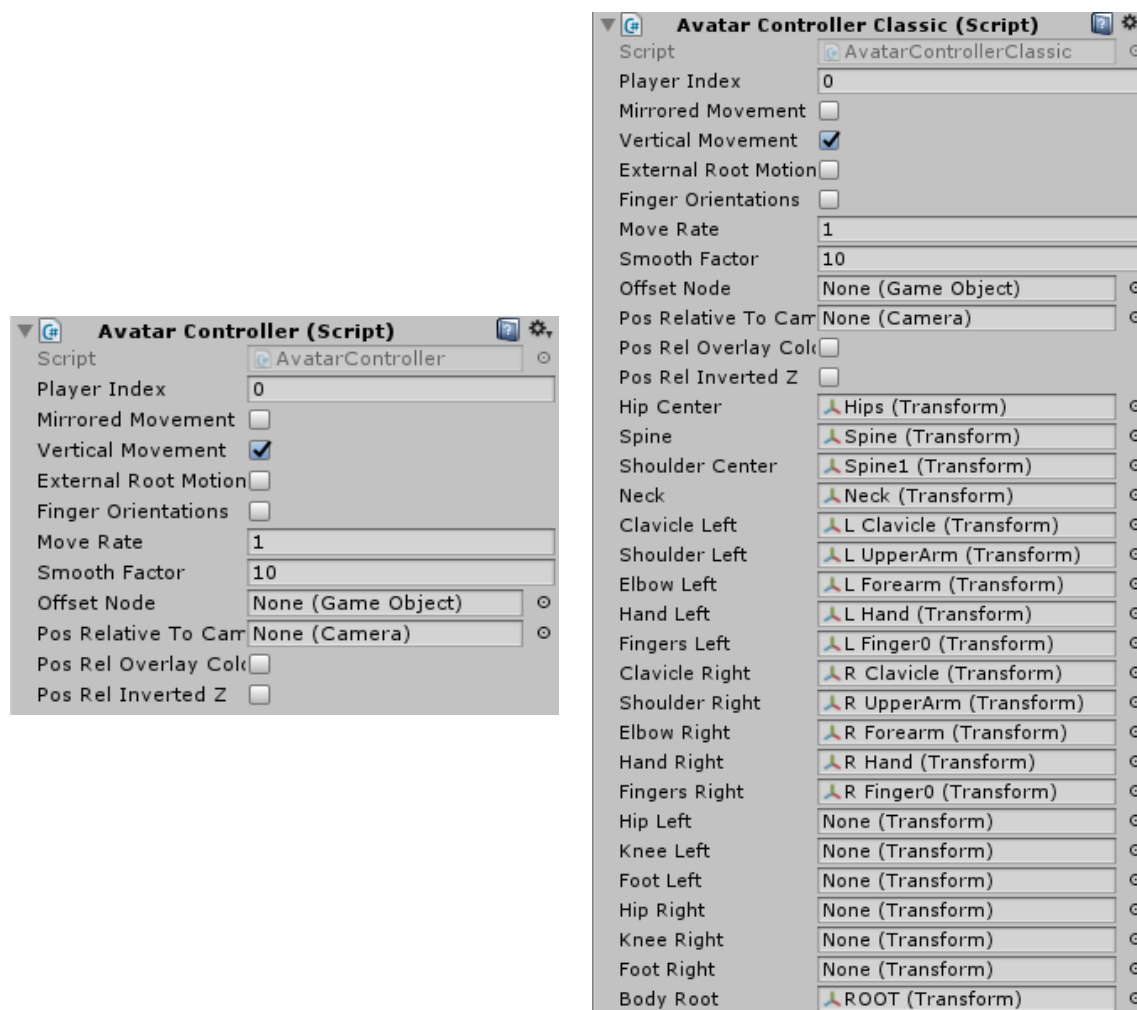 Avatar Controller (Script)
Script AvatarController
Player Index 0
Mirrored Movement
Vertical Movement
External Root Motion
Finger Orientations
Move Rate 1
Smooth Factor 10
Offset Node None (Game Object)
Pos Relative To Cam None (Camera)
Pos Rel Overlay Colo
Pos Rel Inverted Z
Avatar Controller Classic (Script)
Script AvatarControllerClassic
Player Index 0
Mirrored Movement
Vertical Movement
External Root Motion
Finger Orientations
Move Rate 1
Smooth Factor 10
Offset Node None (Game Object)
Pos Relative To Cam None (Camera)
Pos Rel Overlay Colo
Pos Rel Inverted Z
Hip Center Hips (Transform)
Spine Spine (Transform)
Shoulder Center Spine1 (Transform)
Neck Neck (Transform)
Clavicle Left L Clavicle (Transform)
Shoulder Left L UpperArm (Transform)
Elbow Left L Forearm (Transform)
Hand Left L Hand (Transform)
Fingers Left L Finger0 (Transform)
Clavicle Right R Clavicle (Transform)
Shoulder Right R UpperArm (Transform)
Elbow Right R Forearm (Transform)
Hand Right R Hand (Transform)
Fingers Right R Finger0 (Transform)
Hip Left None (Transform)
Knee Left None (Transform)
Foot Left None (Transform)
Hip Right None (Transform)
Knee Right None (Transform)
Foot Right None (Transform)
Body Root ROOT (Transform)